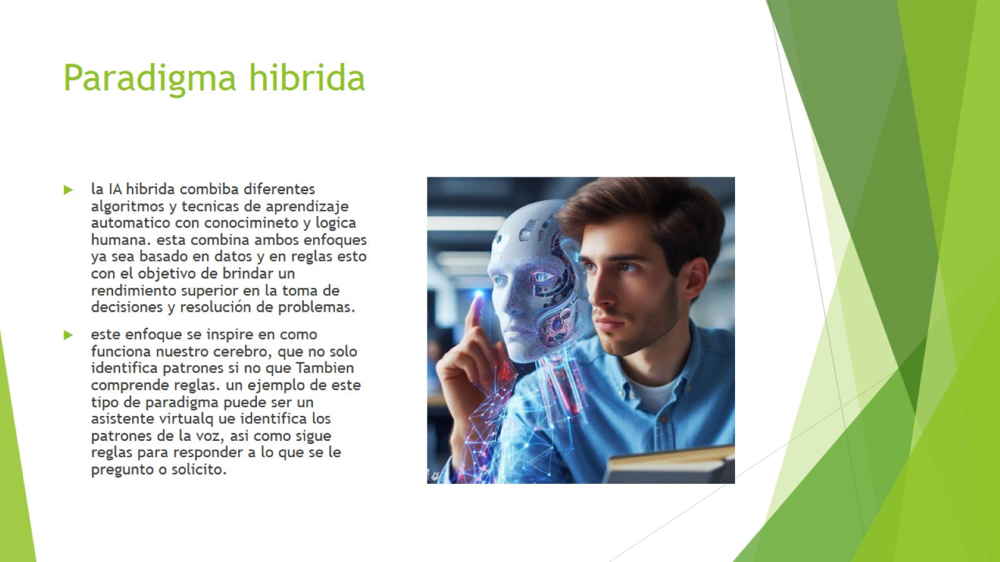 Paradigma hibrida
la IA hibrida combiba diferentes
algoritmos y tecnicas de aprendizaje
automatico con conocimineto y logica
humana. esta combina ambos enfoques
ya sea basado en datos y en reglas esto
con el objetivo de brindar un
rendimiento superior en la toma de
decisiones y resolución de problemas.
este enfoque se inspire en como
funciona nuestro cerebro, que no solo
identifica patrones si no que Tambien
comprende reglas. un ejemplo de este
tipo de paradigma puede ser un
asistente virtualq ue identifica los
patrones de la voz, asi como sigue
reglas para responder a lo que se le
pregunto o solicito.